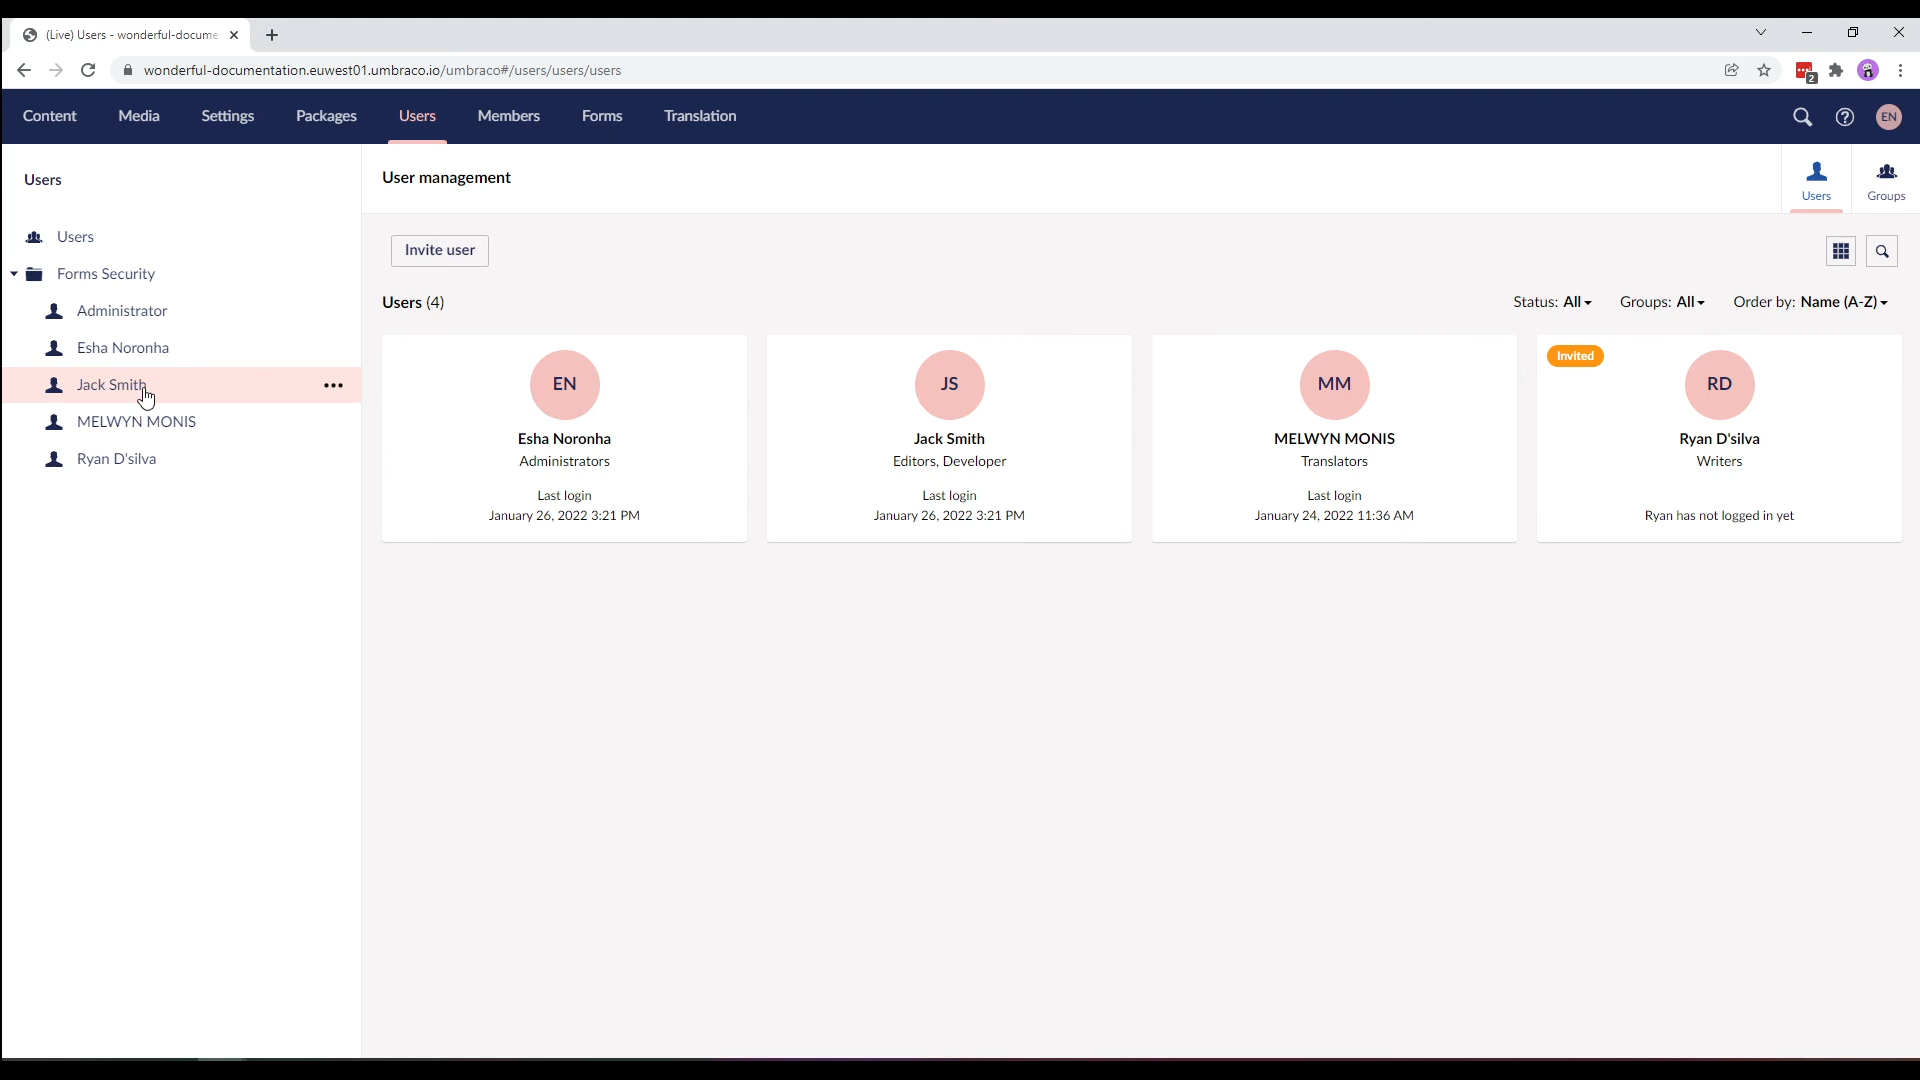 (Live) Users - wonderful-docume
wonderful-documentation.euwest01.umbraco.io/umbraco#/users/users/users
2
Content Media Settings Packages Users Members Forms Translation
EN
Users
User management
Users Groups
Users
Invite user
Forms Security
Users (4)
Status: All Groups: All Order by: Name (A-Z)
Administrator
Esha Noronha
Jack Smith
MELWYN MONIS
Ryan D'silva
EN
Esha Noronha
Administrators
Last login
January 26, 2022 3:21 PM
JS
Jack Smith
Editors, Developer
Last login
January 26, 2022 3:21 PM
MM
MELWYN MONIS
Translators
Last login
January 24, 2022 11:36 AM
Invited
RD
Ryan D'silva
Writers
Ryan has not logged in yet